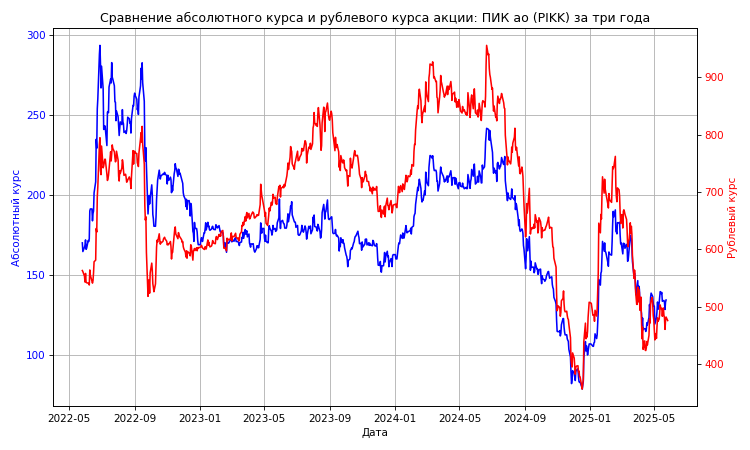 Сравнение абсолютного курса и рублевого курса акции: ПИК ао (PIKK) за три года
Абсолютный курс
300
250
200
150
100
900
800
700
600
500
400
Рублевый курс
2022-05 2022-09 2023-01 2023-05 2023-09 2024-01 2024-05 2024-09 2025-01 2025-05
Дата